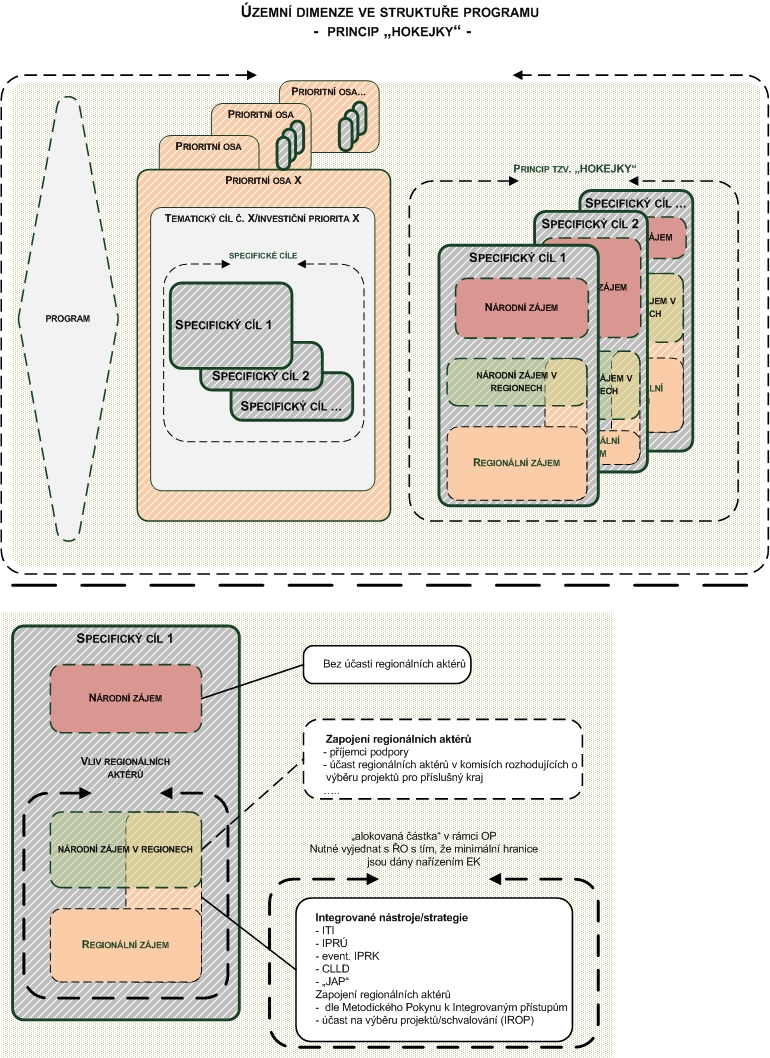 ÚZEMNÍ DIMENZE VE STRUKTUŘE PROGRAMU
- PRINCIP „HOKEJKY“ -
PRIORITNÍ OSA...
PRIORITNÍ OSA
PRIORITNÍ OSA
PRIORITNÍ OSA X
TEMATICKÝ CÍL Č. X/INVESTIČNÍ PRIORITA X
SPECIFICKÉ CÍLE
SPECIFICKÝ CÍL 1
SPECIFICKÝ CÍL 2
SPECIFICKÝ CÍL ...
PROGRAM
PRINCIP TZV. „HOKEJKY“
SPECIFICKÝ CÍL ...
SPECIFICKÝ CÍL 2
SPECIFICKÝ CÍL 1
ZÁJEM
NÁRODNÍ ZÁJEM
NÁRODNÍ ZÁJEM V
REGIONECH
REGIONÁLNÍ ZÁJEM
SPECIFICKÝ CÍL 1
NÁRODNÍ ZÁJEM
Bez účasti regionálních aktérů
VLIV REGIONÁLNÍCH
AKTÉRŮ
Zapojení regionálních aktérů
- příjemci podpory
- účast regionálních aktérů v komisích rozhodujících o
výběru projektů pro příslušný kraj
…..
NÁRODNÍ ZÁJEM V REGIONECH
REGIONÁLNÍ ZÁJEM
„alokovaná částka“ v rámci OP
Nutné vyjednat s ŘO s tím, že minimální hranice
jsou dány nařízením EK
Integrované nástroje/strategie
- ITI
- IPRÚ
- event. IPRK
- CLLD
- „JAP“
Zapojení regionálních aktérů
- dle Metodického Pokynu k Integrovaným přístupům
- účast na výběru projektů/schvalování (IROP)